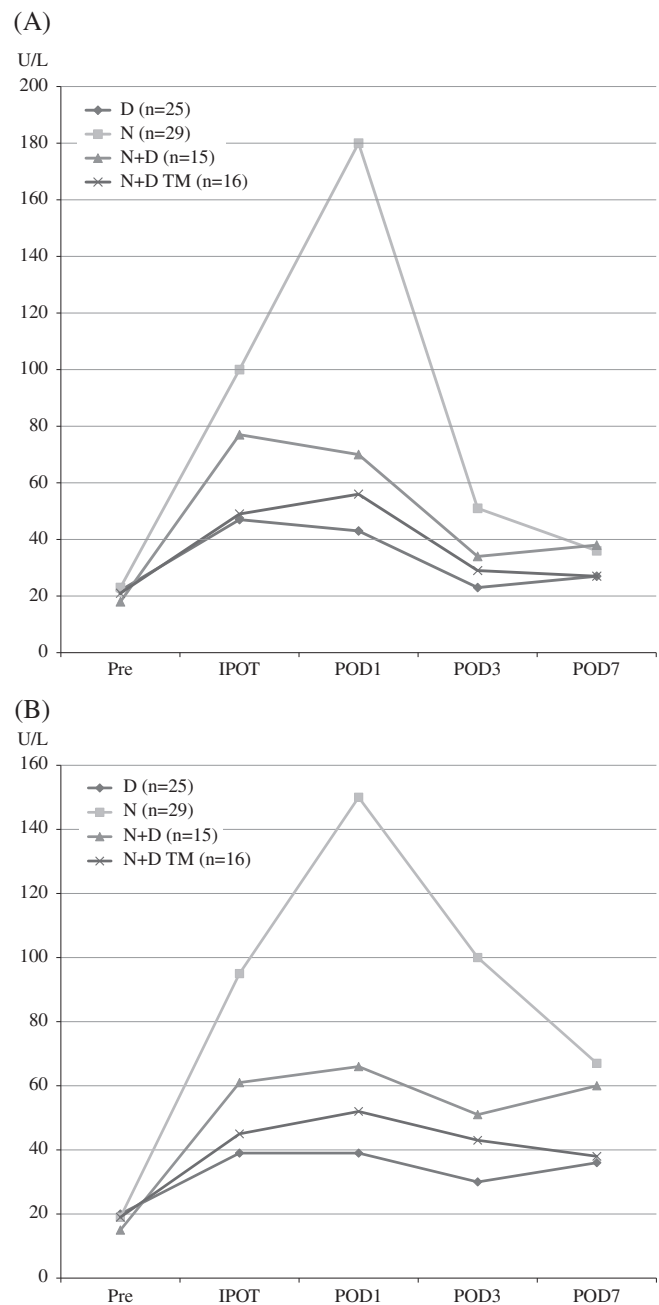 (A)
U/L
200
180
160
140
120
100
80
60
40
20
0
D (n=25)
N (n=29)
N+D (n=15)
N+D TM (n=16)
Pre IPOT POD1 POD3 POD7
(B)
U/L
160
140
120
100
80
60
40
20
0
D (n=25)
N (n=29)
N+D (n=15)
N+D TM (n=16)
Pre IPOT POD1 POD3 POD7